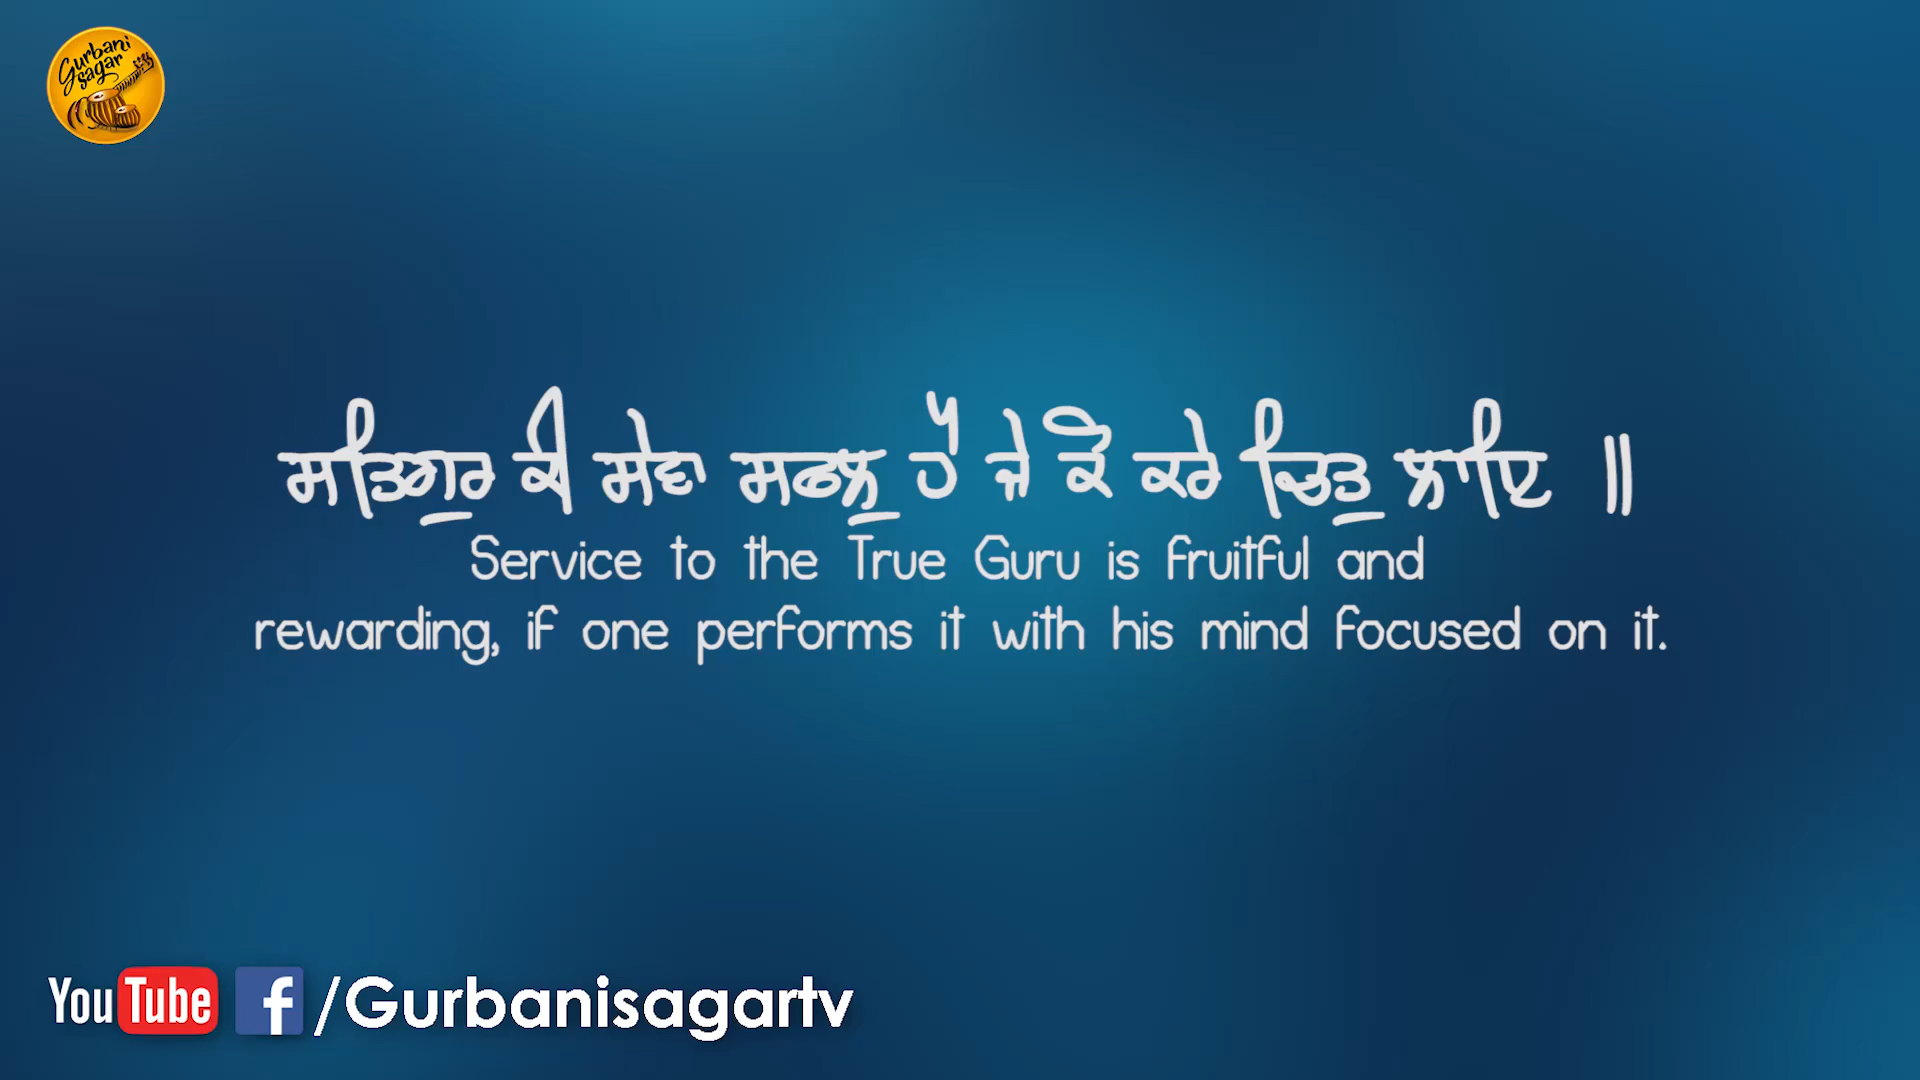 Gurbani
Sagar
ਸਤਿਗੁਰ ਕੀ ਸੇਵਾ ਸਫਲੁ ਹੈ ਜੇ ਕੋ ਕਰੇ ਚਿਤੁ ਲਾਇ ॥
Service to the True Guru is fruitful and
rewarding, if one performs it with his mind focused on it.
YouTube f /Gurbanisagartv